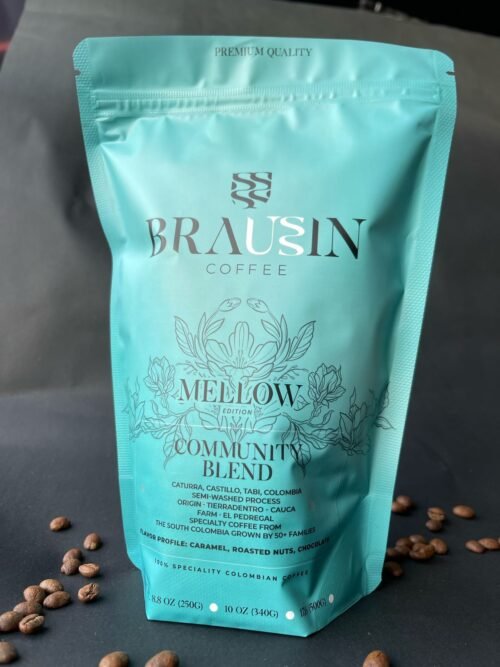 PREMIUM QUALITY
BRAUSSIN
COFFEE
MELLOW
EDITION
COMMUNITY
BLEND
CATURRA, CASTILLO, TABI, COLOMBIA
SEMI-WASHED PROCESS
ORIGIN - TIERRADENTRO - CAUCA
FARM - EL PEDREGAL
SPECIALTY COFFEE FROM
THE SOUTH COLOMBIA GROWN BY 50+ FAMILIES
FLAVOR PROFILE: CARAMEL, ROASTED NUTS, CHOCOLATE
100% SPECIALITY COLOMBIAN COFFEE
8.8 OZ (250G) 10 OZ (340G) (500G)